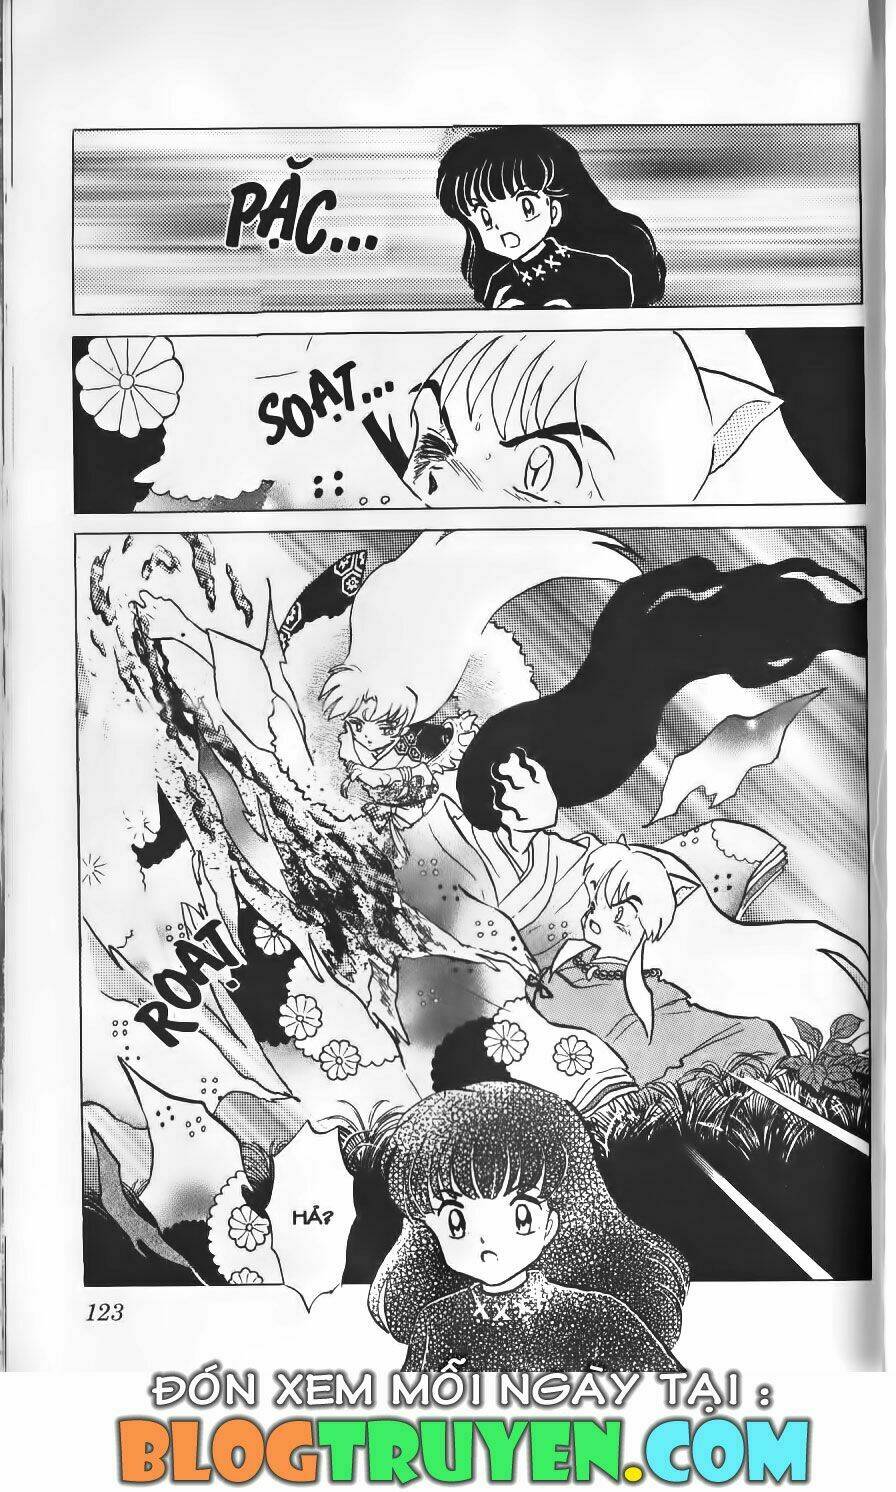 PẶC...
SOẠT...
ROẠT
HẢ?
123
ĐÓN XEM MỖI NGÀY TẠI :
BLOGTRUYEN.COM